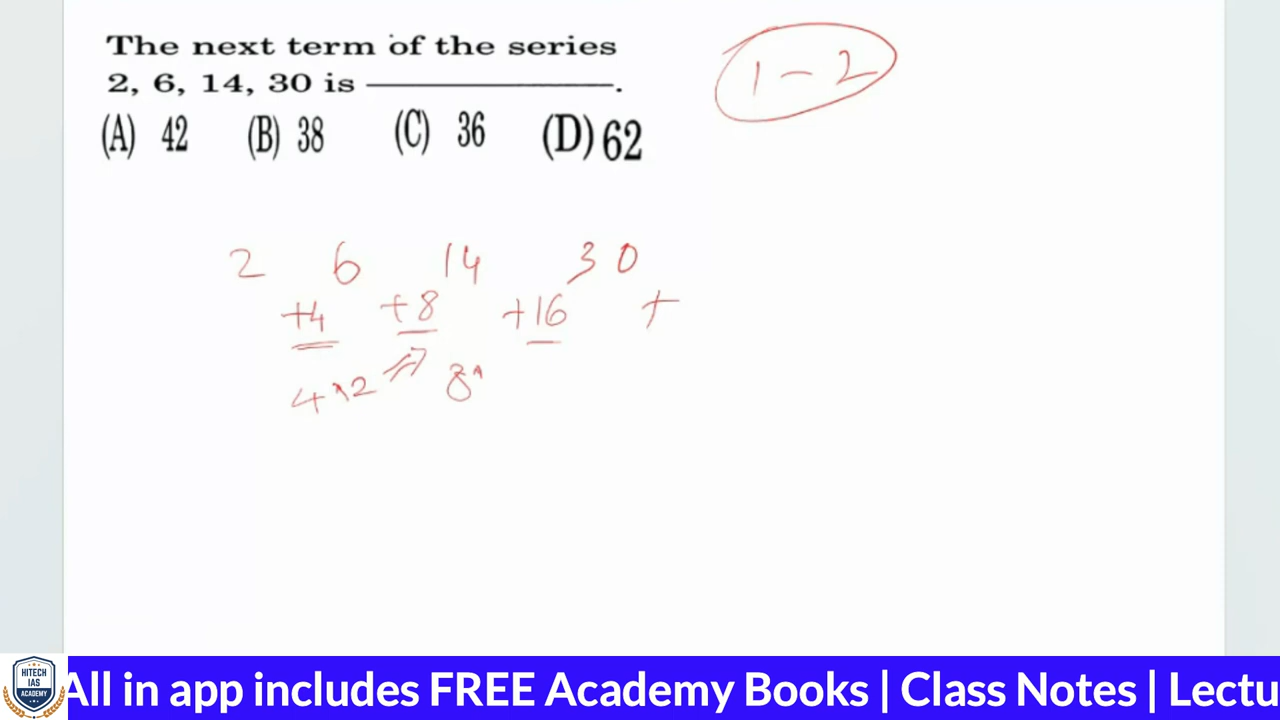 The next term of the series
2, 6, 14, 30 is ____________.
(A) 42 (B) 38 (C) 36 (D) 62
1 - 2
2 6 14 30
+4 +8 +16 +
4×2 ⇒ 8×
HITECH IAS ACADEMY
All in app includes FREE Academy Books | Class Notes | Lectu